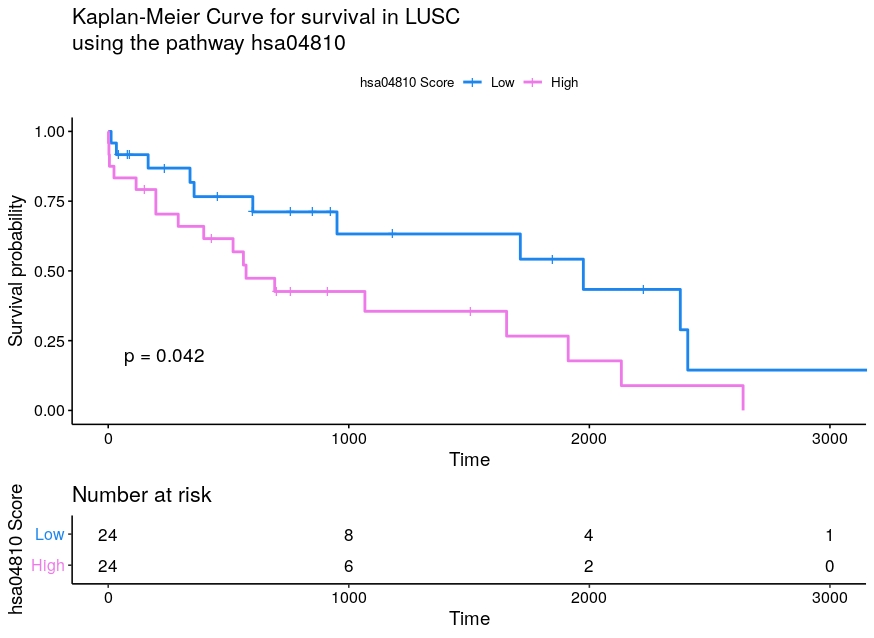 Kaplan-Meier Curve for survival in LUSC
using the pathway hsa04810
hsa04810 Score Low High
Survival probability
1.00
0.75
0.50
0.25
0.00
p = 0.042
0 1000 2000 3000
Time
Number at risk
hsa04810 Score
Low 24 8 4 1
High 24 6 2 0
0 1000 2000 3000
Time